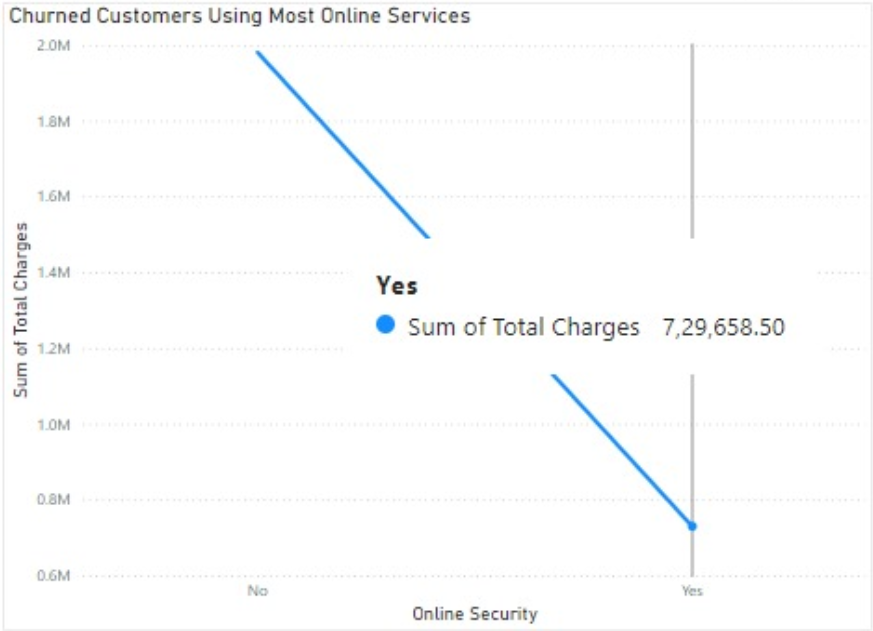 Churned Customers Using Most Online Services
2.0M
1.8M
1.6M
1.4M
1.2M
1.0M
0.8M
0.6M
Sum of Total Charges
Yes
Sum of Total Charges 7,29,658.50
No Yes
Online Security